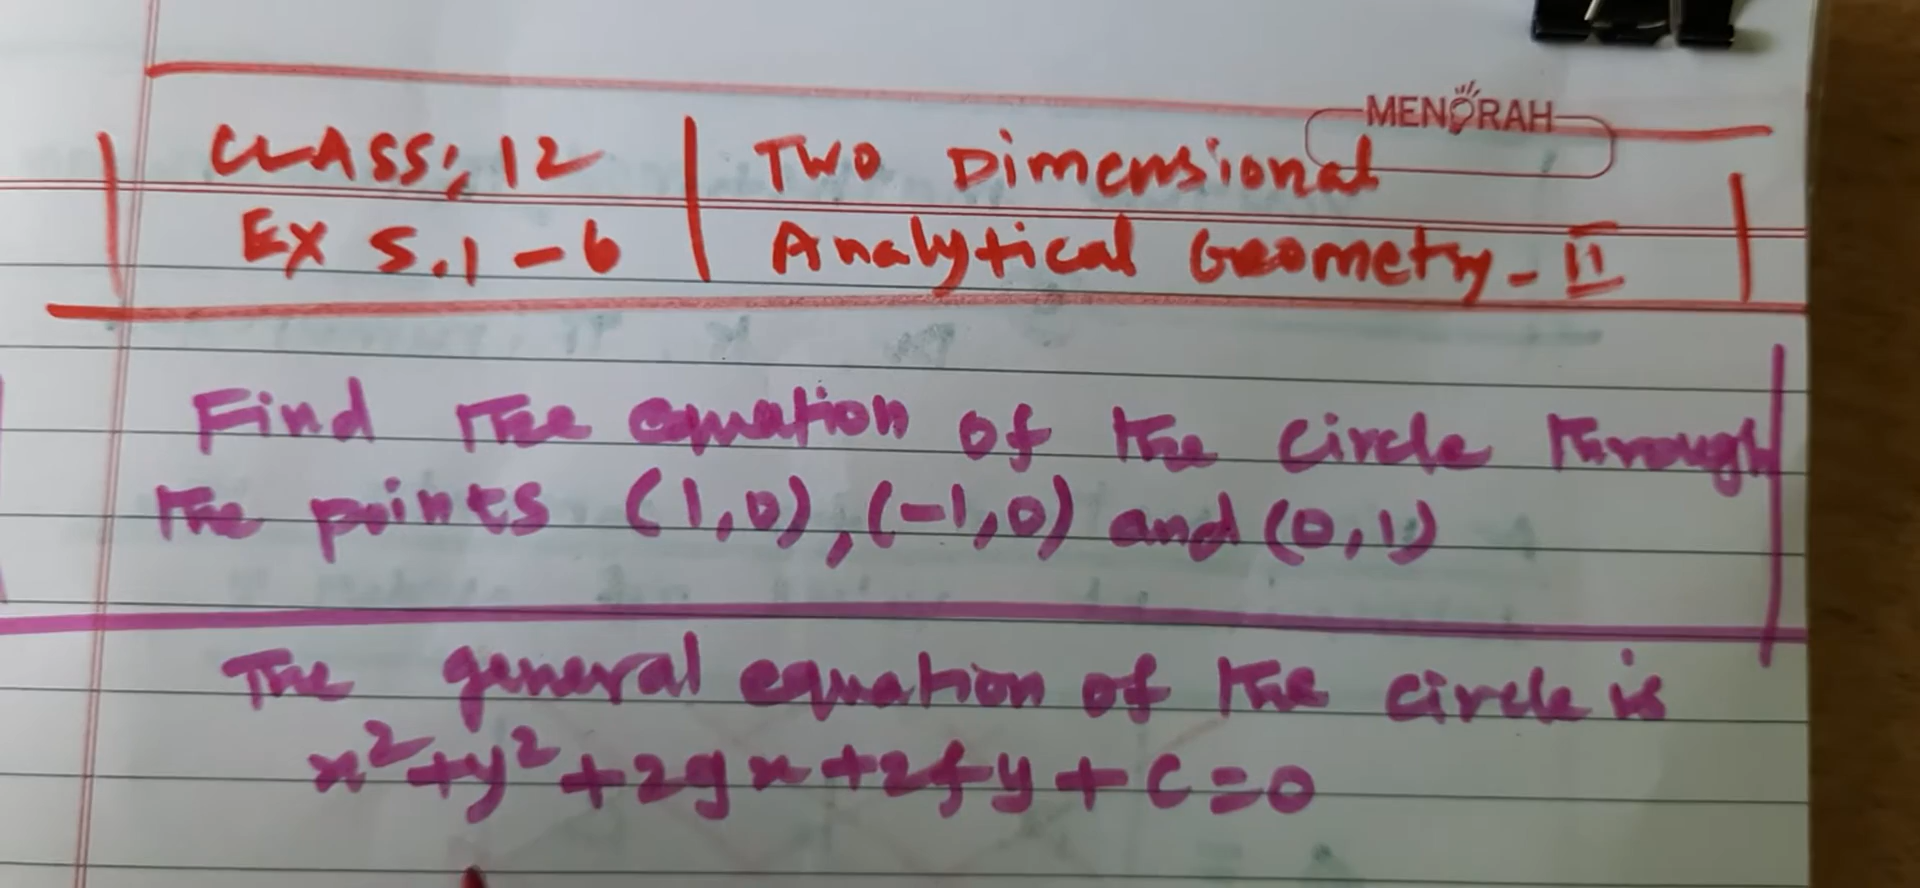 MENORAH
CLASS: 12 | Two Dimensional
Ex 5.1-6 | Analytical Geometry - II
Find the equation of the circle through
the points (1,0), (-1,0) and (0,1)
The general equation of the circle is
x²+y²+2gx+2fy+c=0